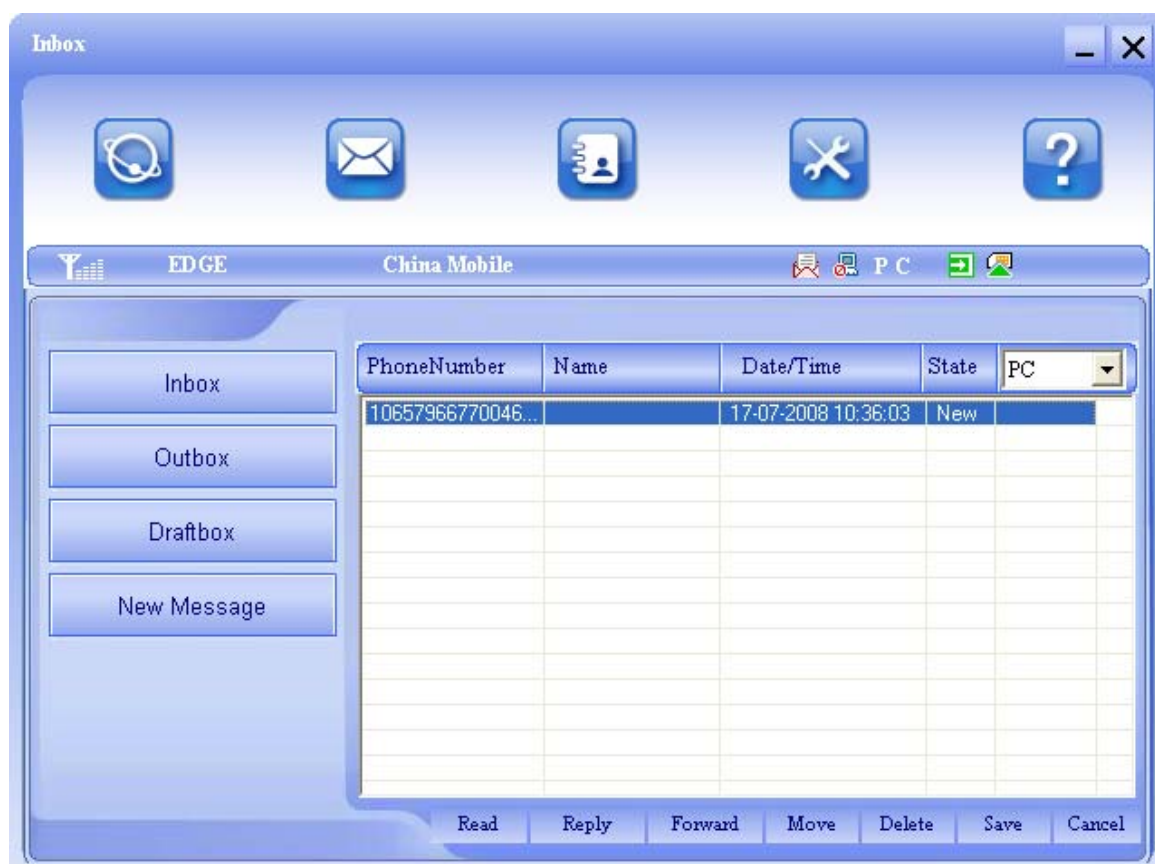 Inbox
EDGE China Mobile P C
PhoneNumber Name Date/Time State PC
10657966770046... 17-07-2008 10:36:03 New
Inbox
Outbox
Draftbox
New Message
Read Reply Forward Move Delete Save Cancel